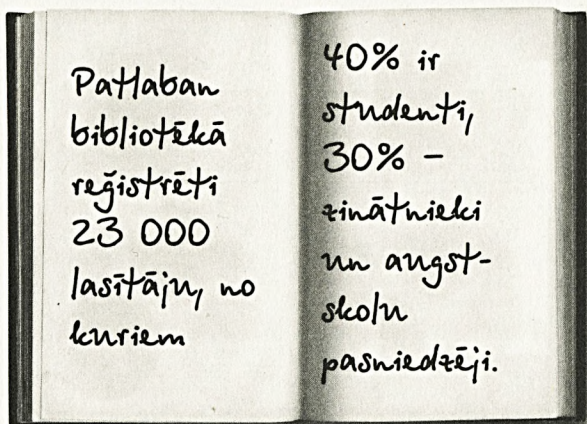 Patlaban
bibliotēkā
reģistrēti
23 000
lasītāju, no
kuriem
40% ir
studenti,
30% –
zinātnieki
un augst-
skolu
pasniedzēji.